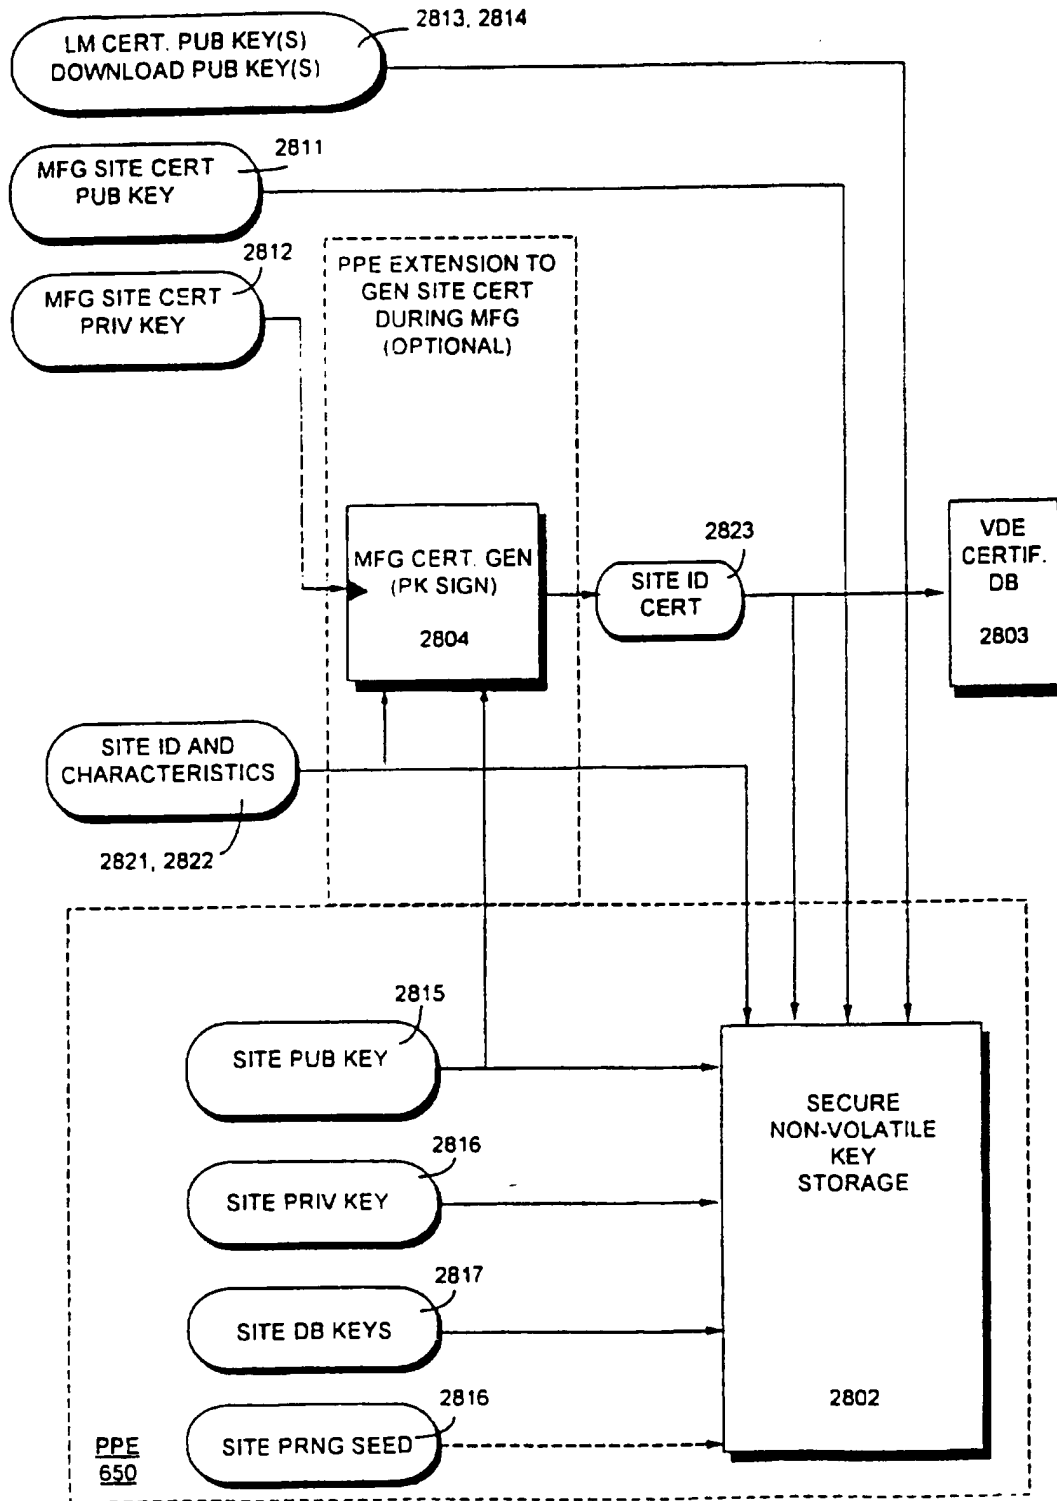 2813, 2814
LM CERT. PUB KEY(S)
DOWNLOAD PUB KEY(S)
2811
MFG SITE CERT
PUB KEY
2812
MFG SITE CERT
PRIV KEY
PPE EXTENSION TO
GEN SITE CERT
DURING MFG
(OPTIONAL)
MFG CERT. GEN
(PK SIGN)
2804
2823
SITE ID
CERT
VDE
CERTIF.
DB
2803
SITE ID AND
CHARACTERISTICS
2821, 2822
2815
SITE PUB KEY
2816
SITE PRIV KEY
2817
SITE DB KEYS
2816
SITE PRNG SEED
SECURE
NON-VOLATILE
KEY
STORAGE
2802
PPE
650